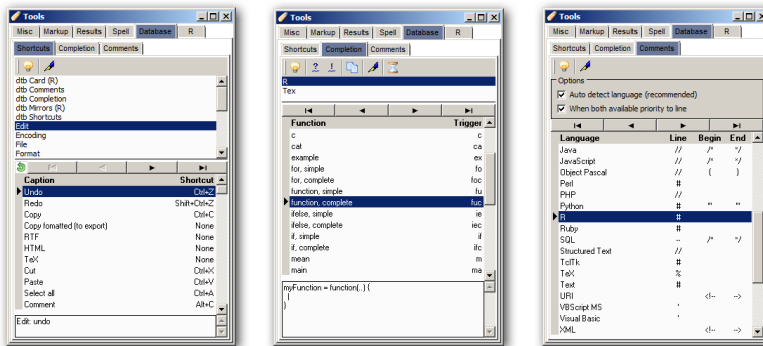 Tools
Misc Markup Results Spell Database R
Shortcuts Completion Comments
dtb Card (R)
dtb Comments
dtb Completion
dtb Mirrors (R)
dtb Shortcuts
Edit
Encoding
File
Format
Caption Shortcut
Undo Ctrl+Z
Redo Shift+Ctrl+Z
Copy Ctrl+C
Copy fomatted (to export) None
RTF None
HTML None
TeX None
Cut Ctrl+X
Paste Ctrl+V
Select all Ctrl+A
Comment Alt+C
Edit: undo
Tools
Misc Markup Results Spell Database R
Shortcuts Completion Comments
R
Tex
Function Trigger
c c
cat ca
example ex
for, simple fo
for, complete foc
function, simple fu
function, complete fuc
ifelse, simple ie
ifelse, complete iec
if, simple if
if, complete ifc
mean m
main ma
myFunction = function(..) {
|
}
Tools
Misc Markup Results Spell Database R
Shortcuts Completion Comments
Options
Auto detect language (recommended)
When both available priority to line
Language Line Begin End
Java // /* */
JavaScript // /* */
Object Pascal // { }
Perl #
PHP //
Python # ''' '''
R #
Ruby #
SQL -- /* */
Structured Text //
TclTk #
TeX %
Text #
URI <!-- -->
VBScript MS '
Visual Basic '
XML <!-- -->